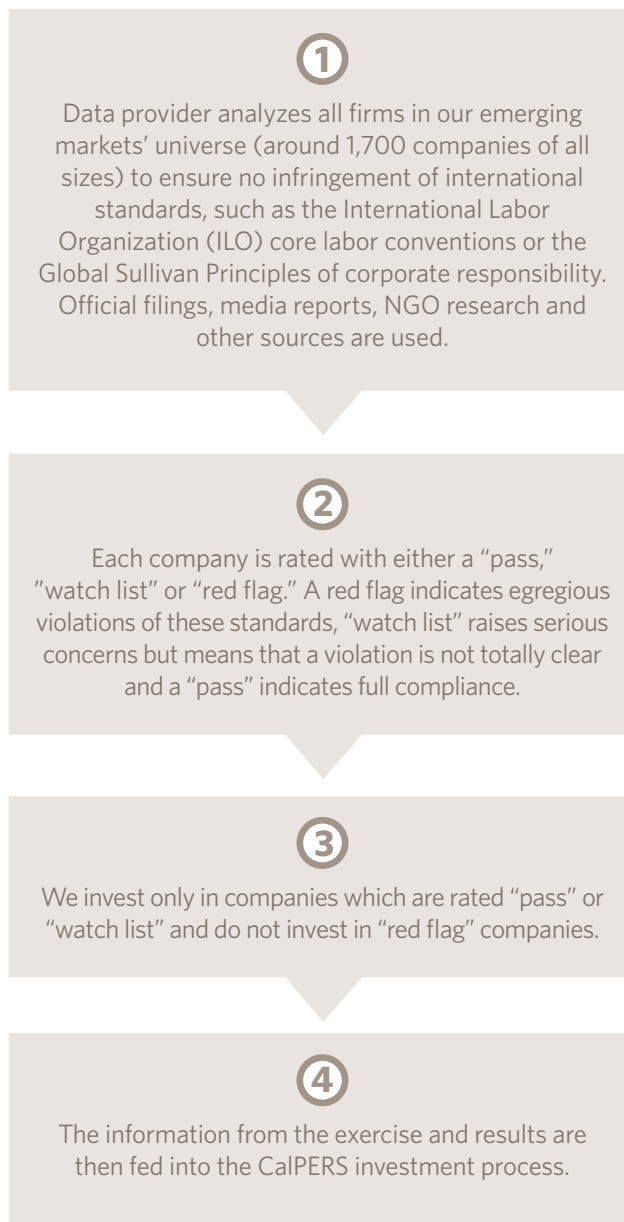 1
Data provider analyzes all firms in our emerging
markets’ universe (around 1,700 companies of all
sizes) to ensure no infringement of international
standards, such as the International Labor
Organization (ILO) core labor conventions or the
Global Sullivan Principles of corporate responsibility.
Official filings, media reports, NGO research and
other sources are used.
2
Each company is rated with either a “pass,”
”watch list” or “red flag.” A red flag indicates egregious
violations of these standards, “watch list” raises serious
concerns but means that a violation is not totally clear
and a “pass” indicates full compliance.
3
We invest only in companies which are rated “pass” or
“watch list” and do not invest in “red flag” companies.
4
The information from the exercise and results are
then fed into the CalPERS investment process.